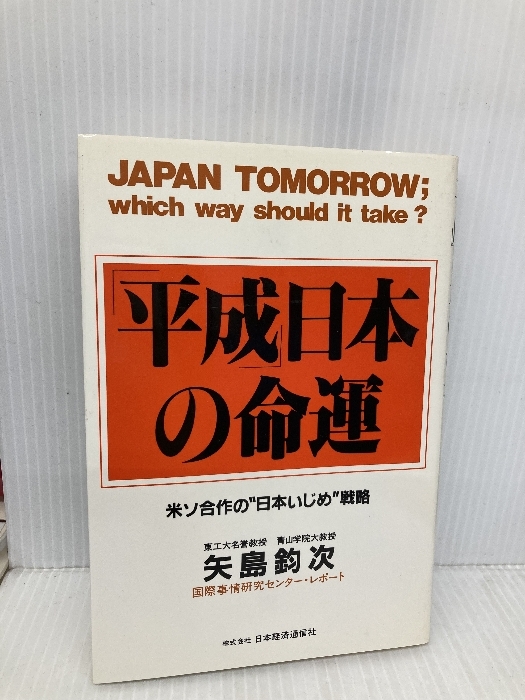 JAPAN TOMORROW;
which way should it take?
「平成」日本
の命運
米ソ合作の"日本いじめ"戦略
東工大名誉教授 青山学院大教授
矢島鈞次
国際事情研究センター・レポート
株式会社 日本経済通信社